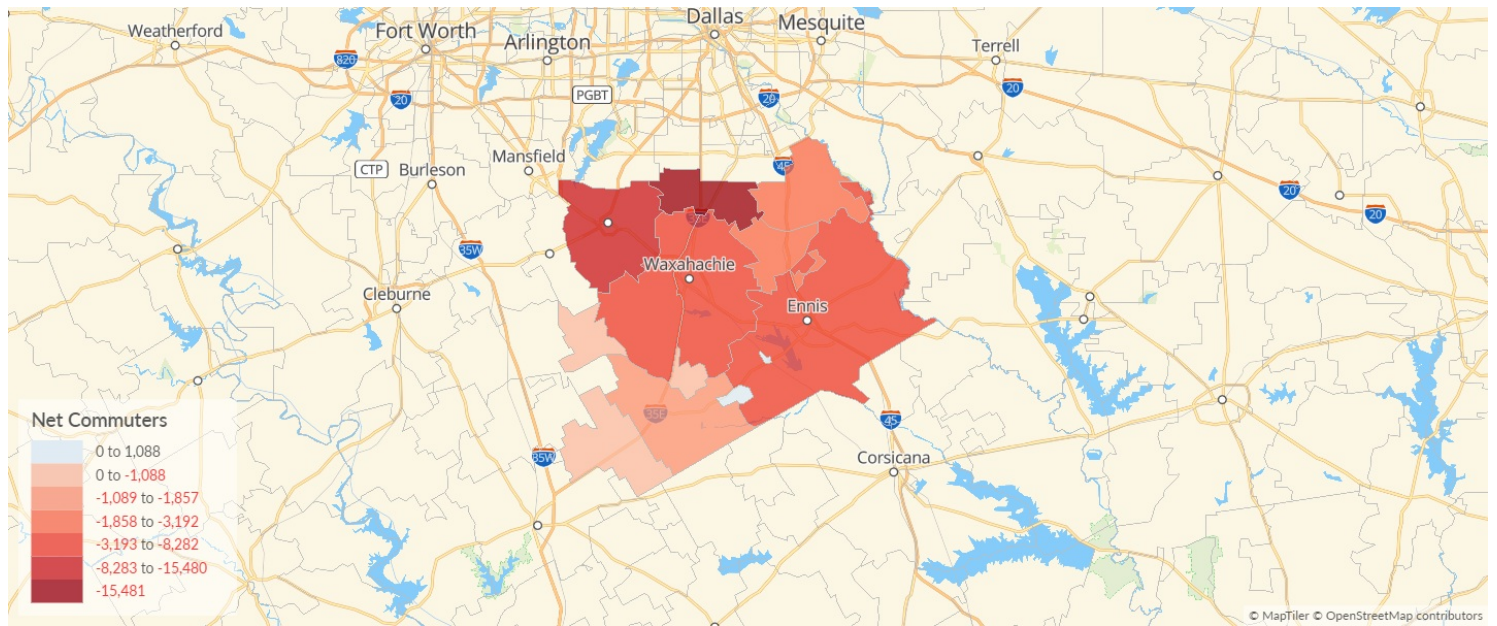 Weatherford
Fort Worth
Arlington
Dallas
Mesquite
Terrell
820
20
PGBT
20
20
Mansfield
CTP
Burleson
45
20
20
35W
Waxahachie
Cleburne
Ennis
35E
45
35W
Corsicana
Net Commuters
0 to 1,088
0 to -1,088
-1,089 to -1,857
-1,858 to -3,192
-3,193 to -8,282
-8,283 to -15,480
-15,481
© MapTiler © OpenStreetMap contributors